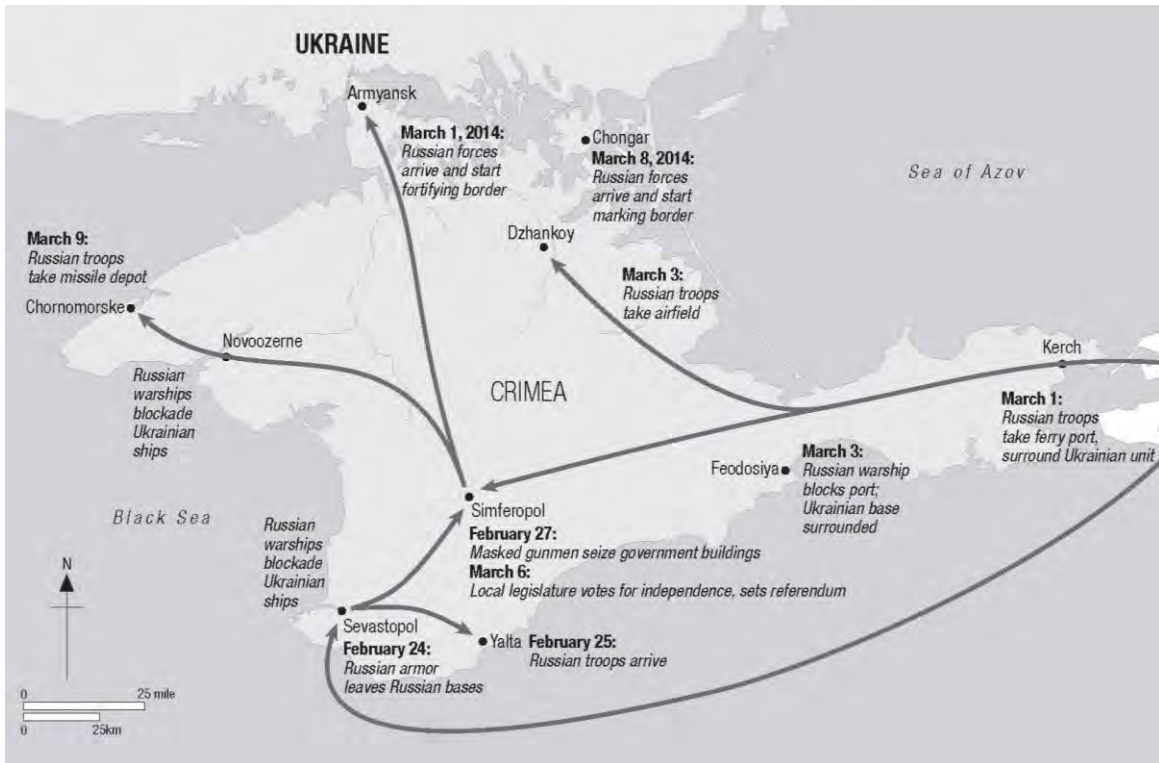 UKRAINE
Armyansk
March 1, 2014:
Russian forces
arrive and start
fortifying border
Chongar
March 8, 2014:
Russian forces
arrive and start
marking border
Sea of Azov
Dzhankoy
March 9:
Russian troops
take missile depot
Chornomorske
March 3:
Russian troops
take airfield
Novoozerne
Kerch
Russian
warships
blockade
Ukrainian
ships
CRIMEA
March 1:
Russian troops
take ferry port,
surround Ukrainian unit
Feodosiya
March 3:
Russian warship
blocks port;
Ukrainian base
surrounded
Black Sea
Simferopol
February 27:
Masked gunmen seize government buildings
March 6:
Local legislature votes for independence, sets referendum
Russian
warships
blockade
Ukrainian
ships
N
Sevastopol
February 24:
Russian armor
leaves Russian bases
Yalta
February 25:
Russian troops arrive
0 25 mile
0 25km